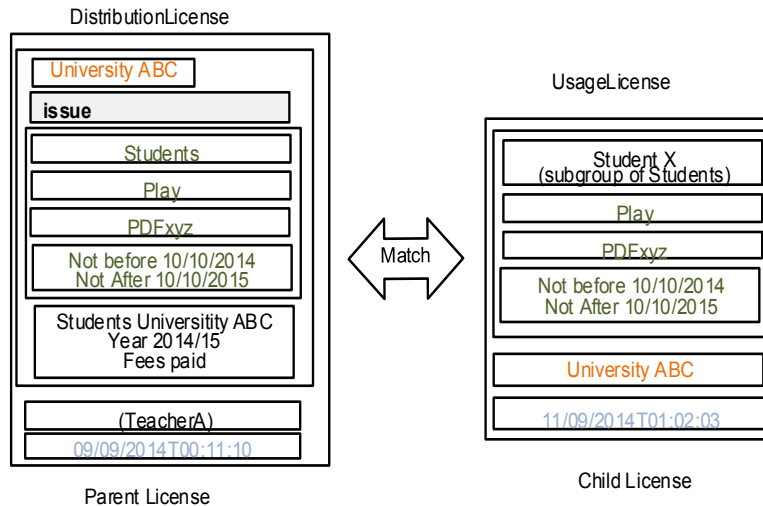 DistributionLicense
University ABC
issue
Students
Play
PDFxyz
Not before 10/10/2014
Not After 10/10/2015
Students Universitity ABC
Year 2014/15
Fees paid
(TeacherA)
09/09/2014T00:11:10
Parent License
Match
UsageLicense
Student X
(subgroup of Students)
Play
PDFxyz
Not before 10/10/2014
Not After 10/10/2015
University ABC
11/09/2014T01:02:03
Child License